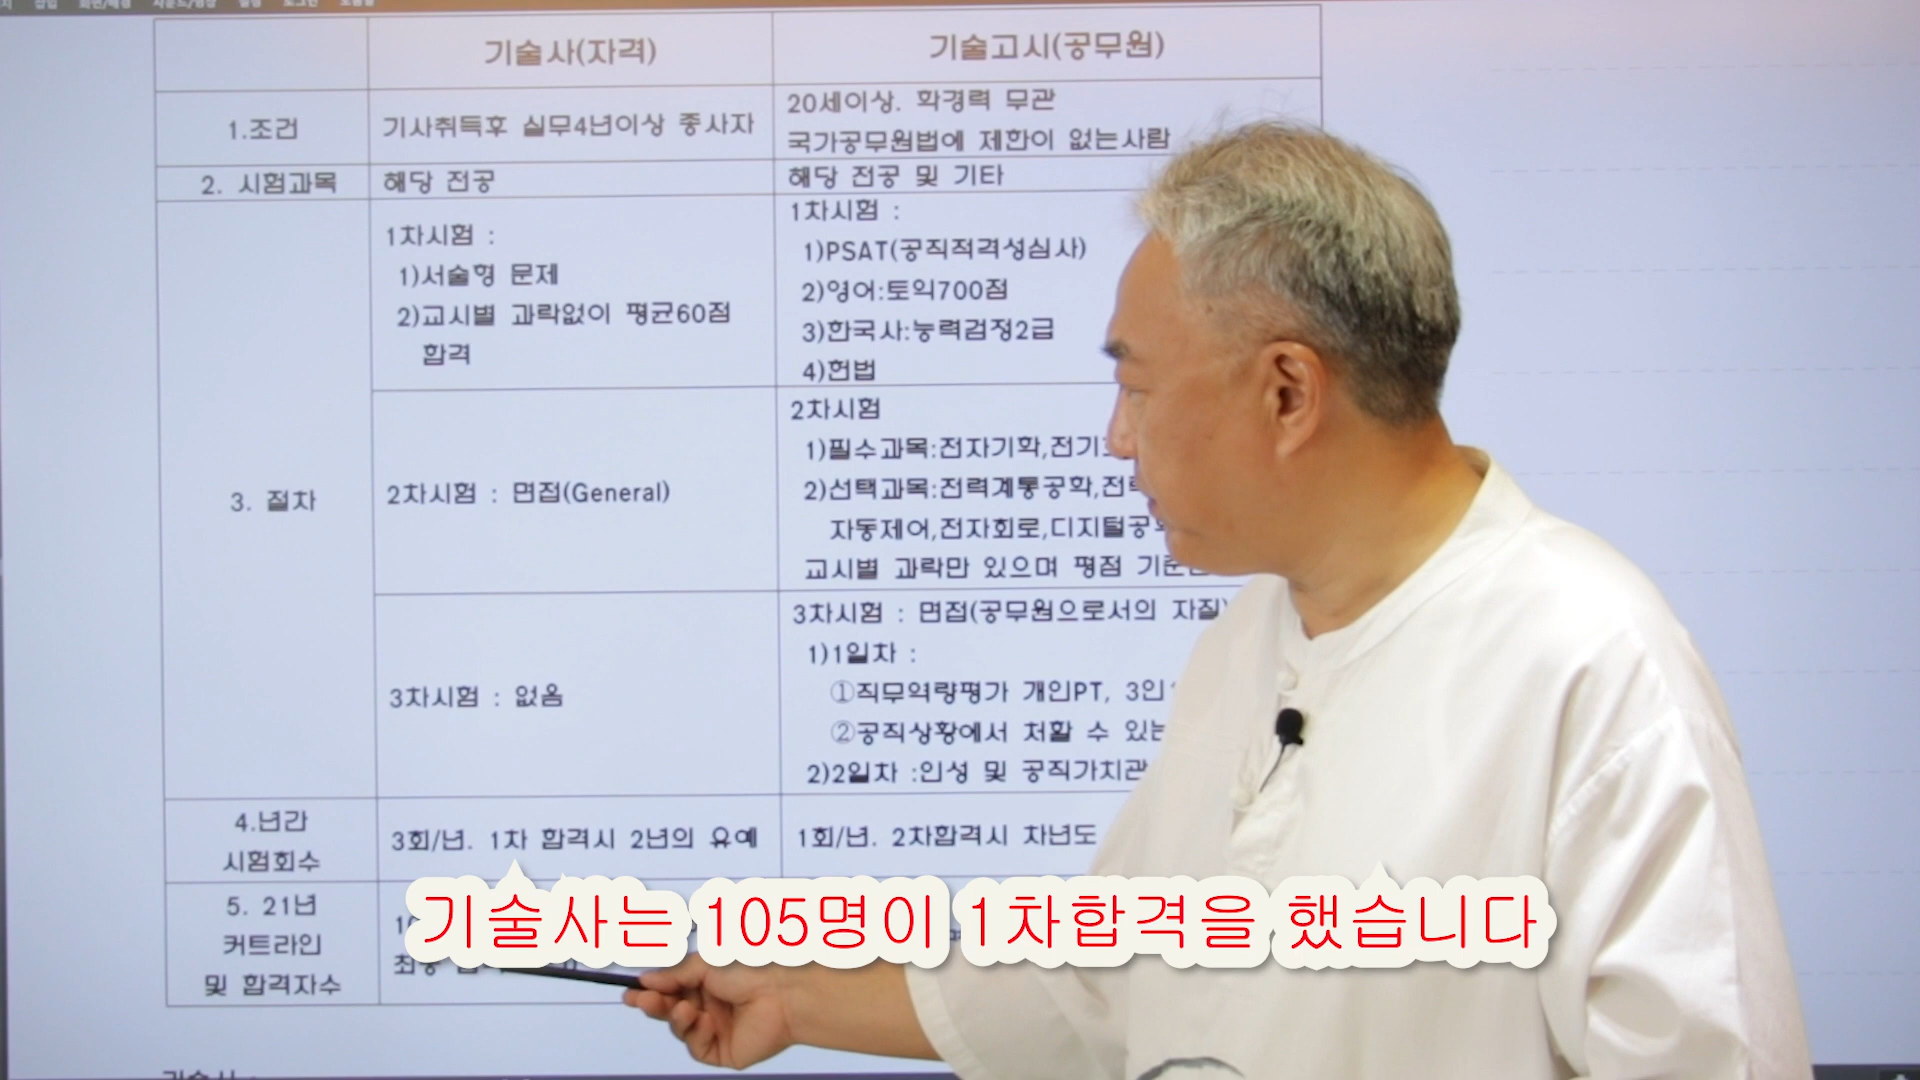 기술사(자격)
기술고시(공무원)
1.조건
기사취득후 실무4년이상 종사자
20세이상. 학경력 무관
국가공무원법에 제한이 없는사람
2. 시험과목
해당 전공
해당 전공 및 기타
3. 절차
1차시험 :
1)서술형 문제
2)교시별 과락없이 평균60점
합격
1차시험 :
1)PSAT(공직적격성심사)
2)영어:토익700점
3)한국사:능력검정2급
4)헌법
2차시험 : 면접(General)
2차시험
1)필수과목:전자기학,전기
2)선택과목:전력계통공학,전
자동제어,전자회로,디지털공
교시별 과락만 있으며 평점 기준
3차시험 : 없음
3차시험 : 면접(공무원으로서의 자질)
1)1일차 :
①직무역량평가 개인PT, 3인
②공직상황에서 처할 수 있는
2)2일차 :인성 및 공직가치관
4.년간
시험회수
3회/년. 1차 합격시 2년의 유예
1회/년. 2차합격시 차년도
5. 21년
커트라인
및 합격자수
최종
기술사는 105명이 1차합격을 했습니다